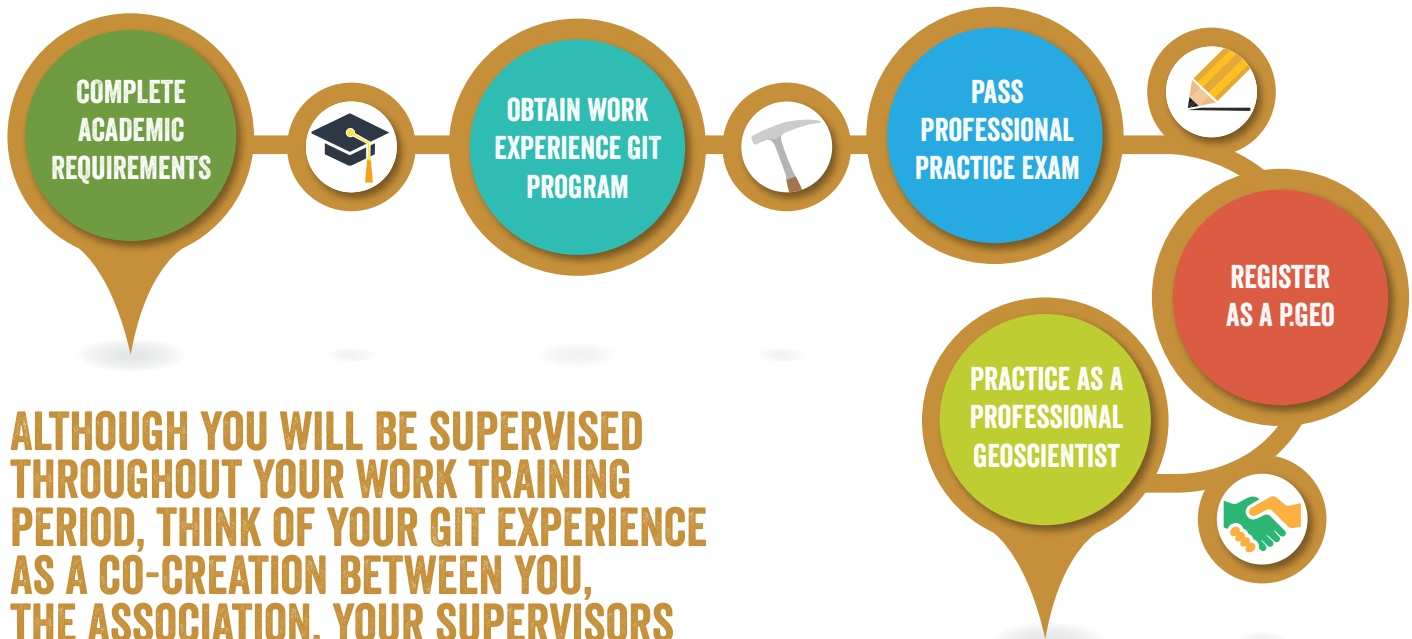 COMPLETE
ACADEMIC
REQUIREMENTS
OBTAIN WORK
EXPERIENCE GIT
PROGRAM
PASS
PROFESSIONAL
PRACTICE EXAM
REGISTER
AS A P.GEO
PRACTICE AS A
PROFESSIONAL
GEOSCIENTIST
ALTHOUGH YOU WILL BE SUPERVISED
THROUGHOUT YOUR WORK TRAINING
PERIOD, THINK OF YOUR GIT EXPERIENCE
AS A CO-CREATION BETWEEN YOU,
THE ASSOCIATION, YOUR SUPERVISORS